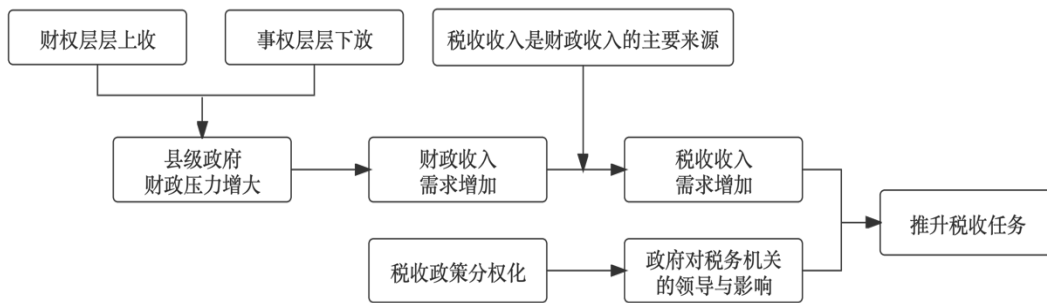 财权层层上收
事权层层下放
税收收入是财政收入的主要来源
县级政府
财政压力增大
财政收入
需求增加
税收收入
需求增加
推升税收任务
税收政策分权化
政府对税务机关
的领导与影响